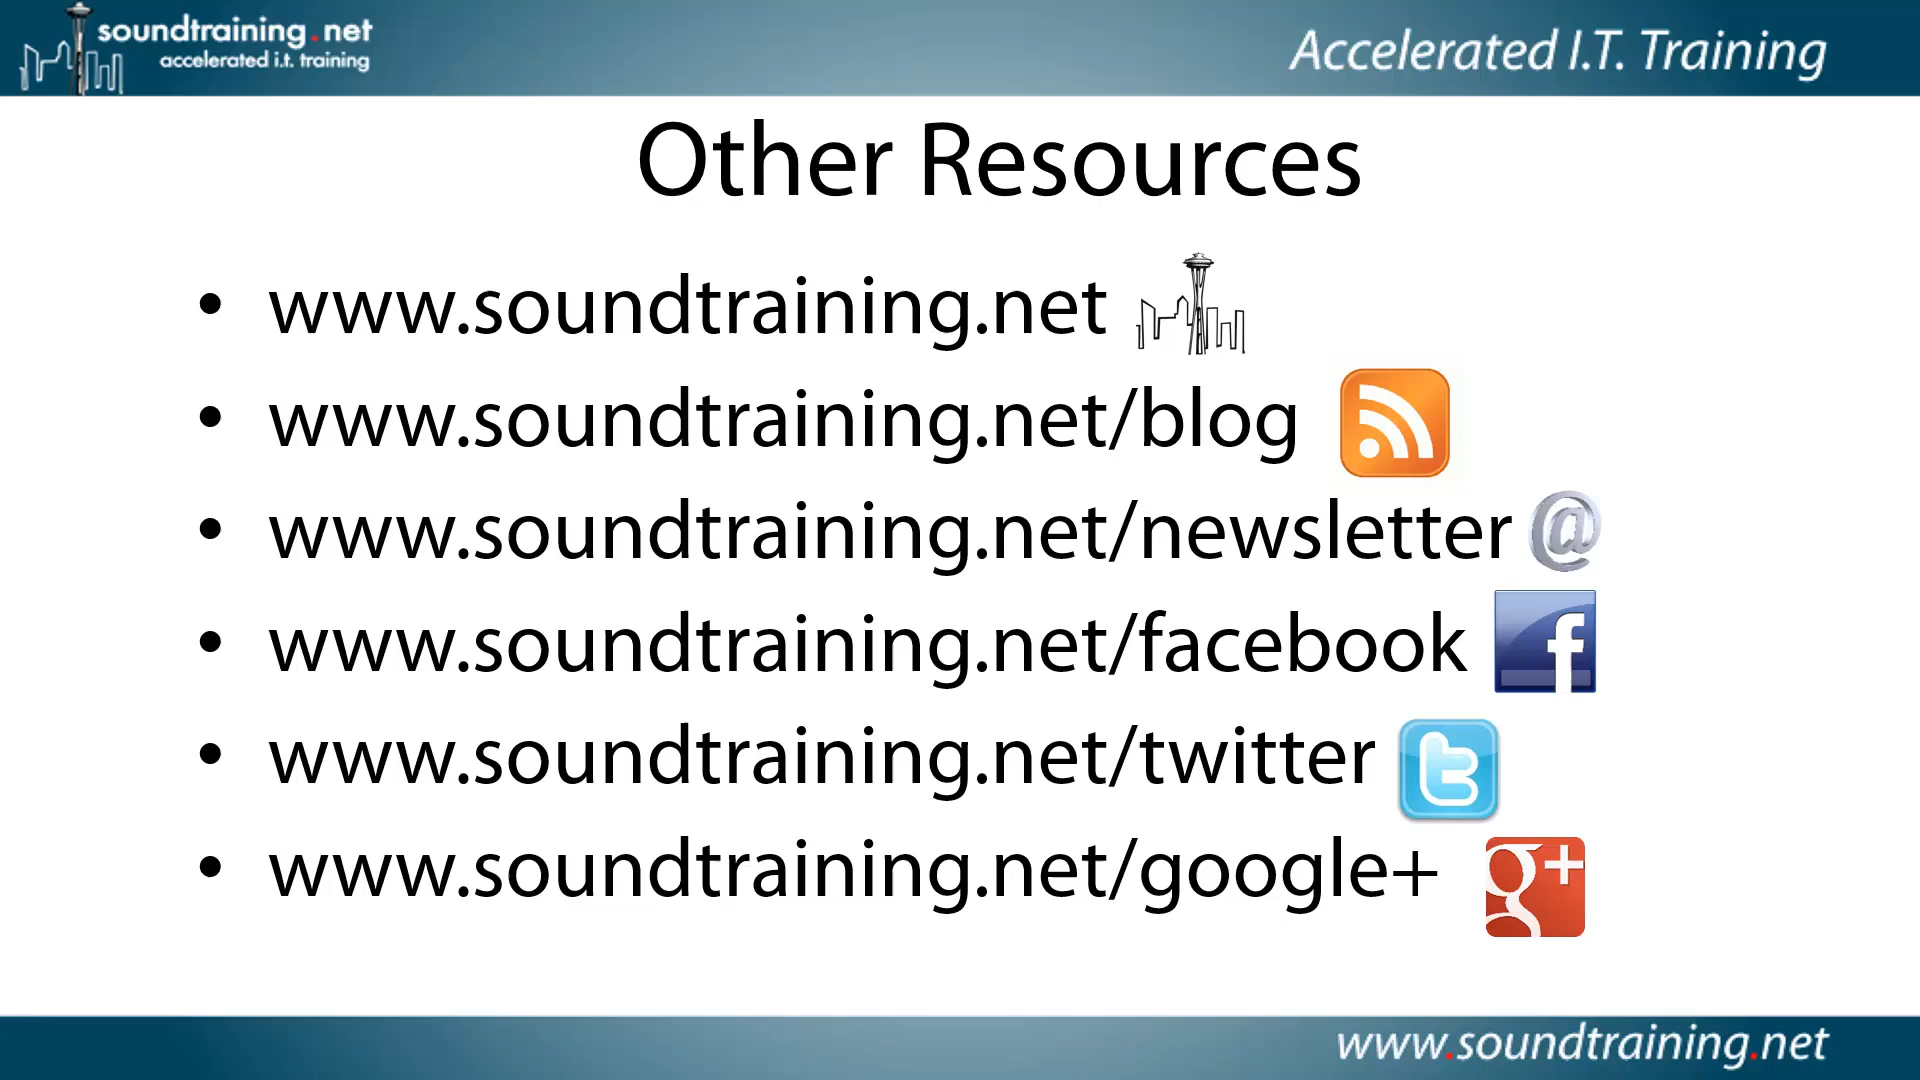 soundtraining.net
accelerated i.t. training
Accelerated I.T. Training
Other Resources
• www.soundtraining.net
• www.soundtraining.net/blog
• www.soundtraining.net/newsletter @
• www.soundtraining.net/facebook f
• www.soundtraining.net/twitter t
• www.soundtraining.net/google+ g+
www.soundtraining.net